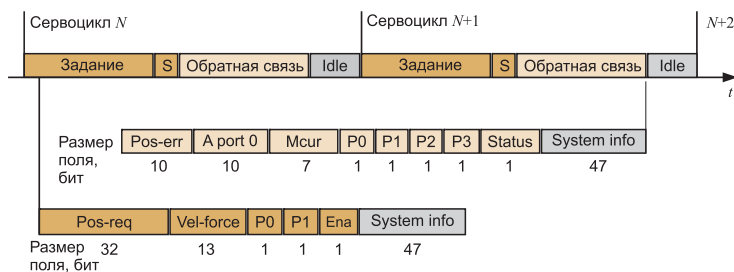 Сервоцикл N Сервоцикл N+1 N+2
Задание S Обратная связь Idle Задание S Обратная связь Idle
t
Размер поля, бит Pos-err A port 0 Mcur P0 P1 P2 P3 Status System info
10 10 7 1 1 1 1 1 47
Pos-req Vel-force P0 P1 Ena System info
Размер поля, бит 32 13 1 1 1 47